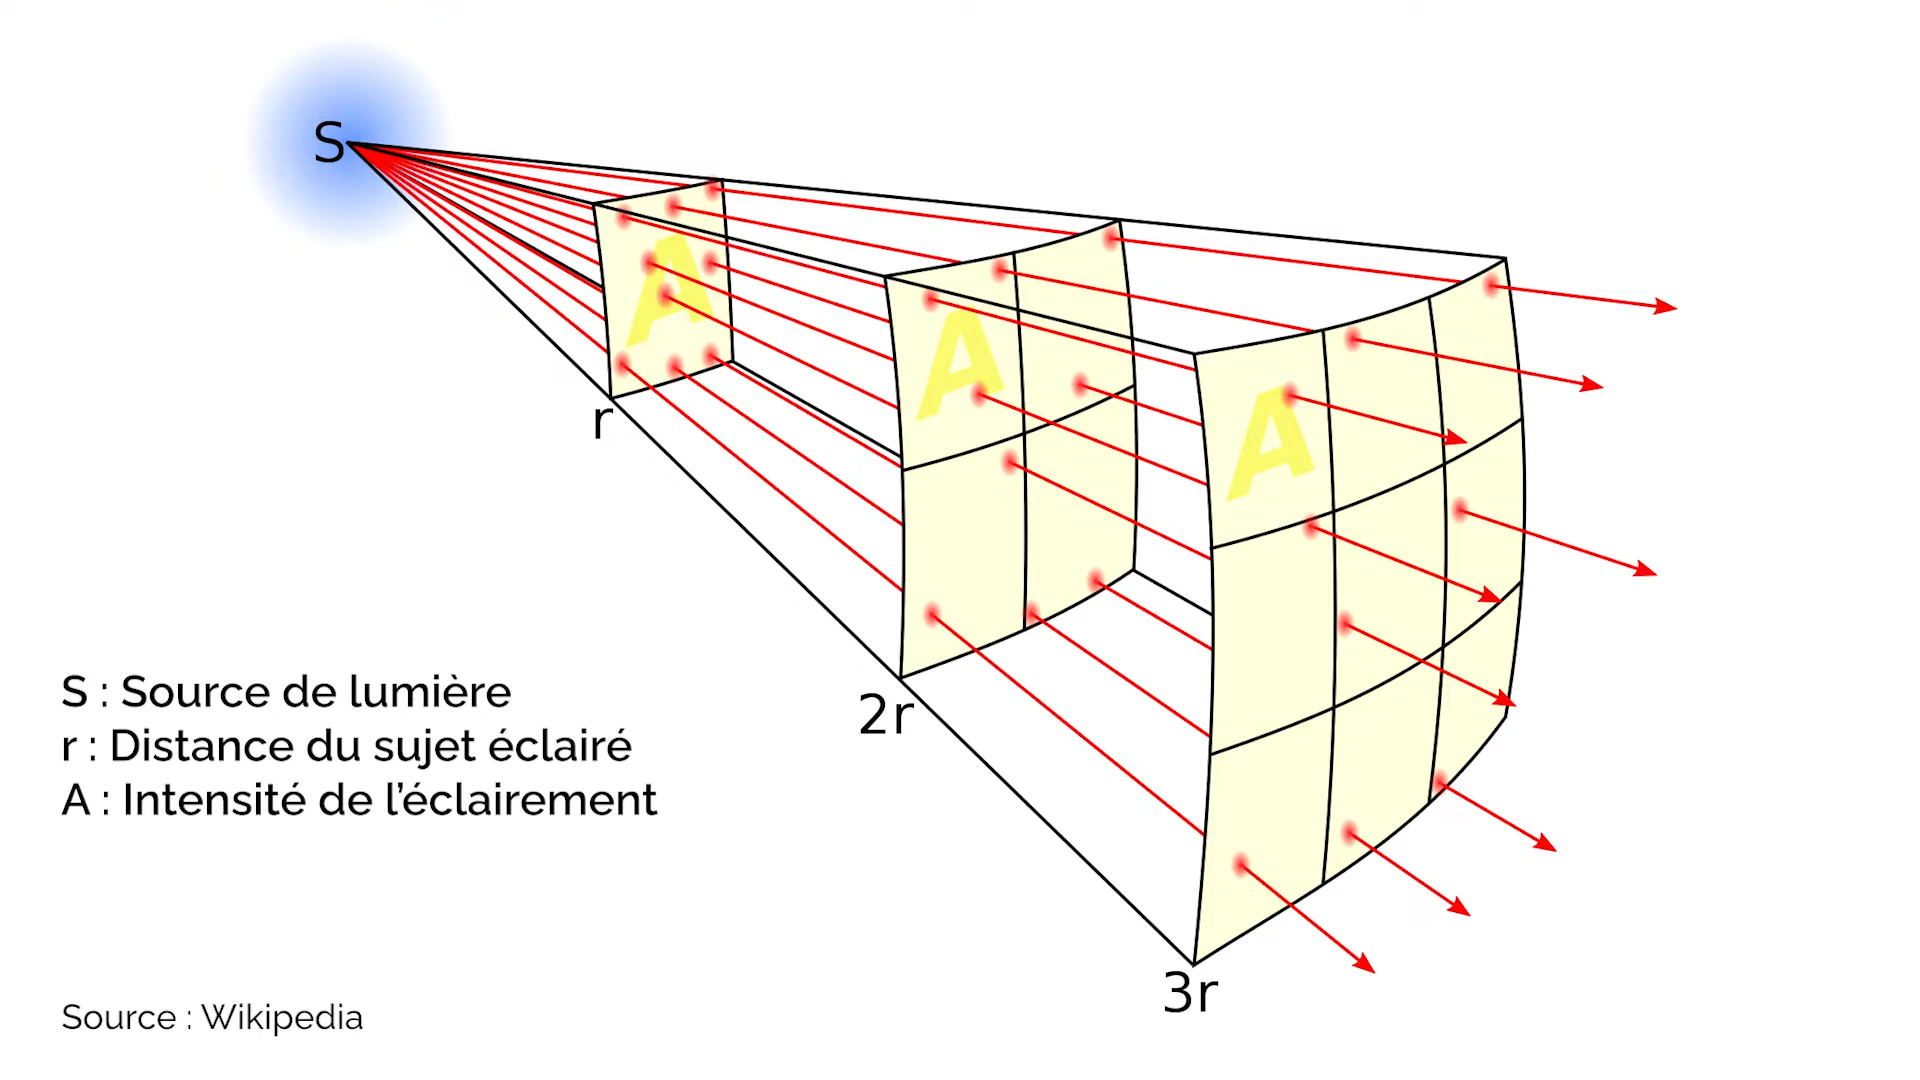 S
A
A
A
r
2r
3r
S : Source de lumière
r : Distance du sujet éclairé
A : Intensité de l’éclairement
Source : Wikipedia